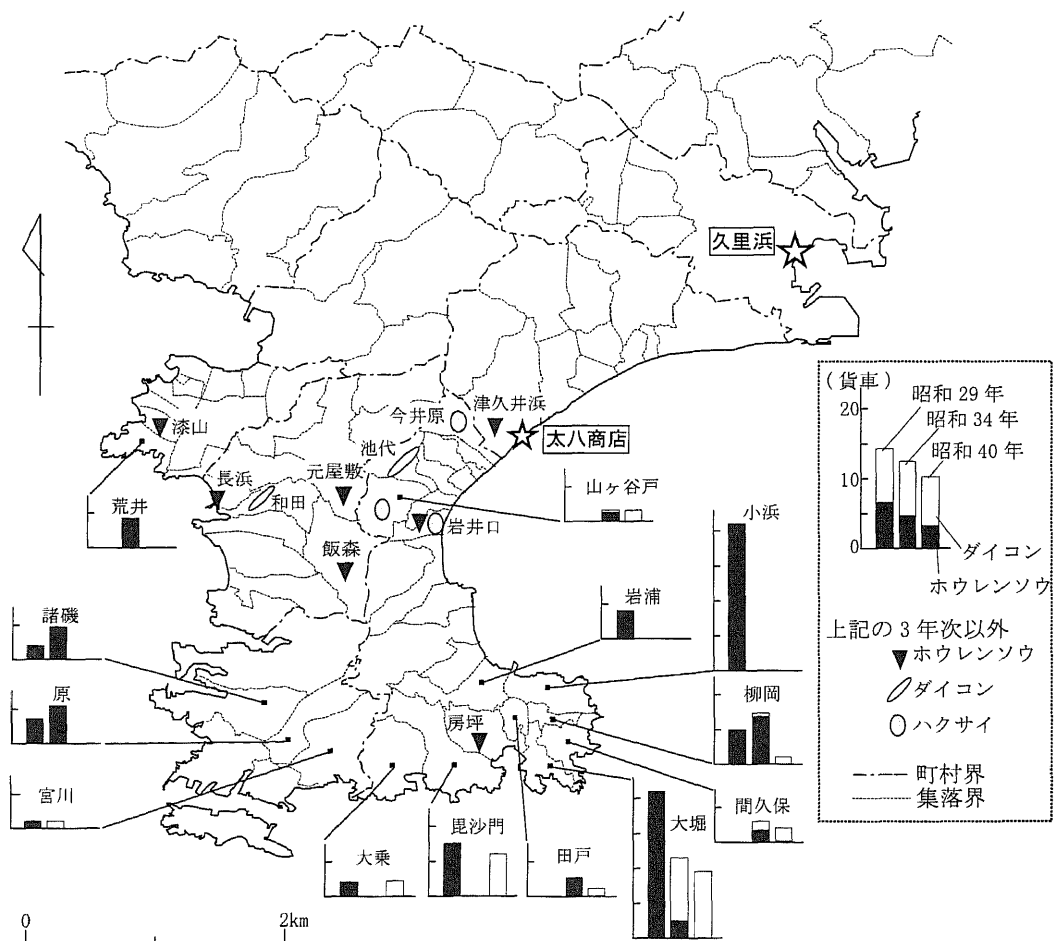 久里浜
津久井浜
今井原
太八商店
池代
漆山
元屋敷
長浜
和田
山ヶ谷戸
荒井
岩井口
飯森
小浜
岩浦
諸磯
柳岡
原
房坪
間久保
宮川
毘沙門
大堀
大乗
田戸
0
2km
(貨車)
昭和 29 年
20
昭和 34 年
昭和 40 年
10
0
ダイコン
ホウレンソウ
上記の 3 年次以外
ホウレンソウ
ダイコン
ハクサイ
町村界
集落界